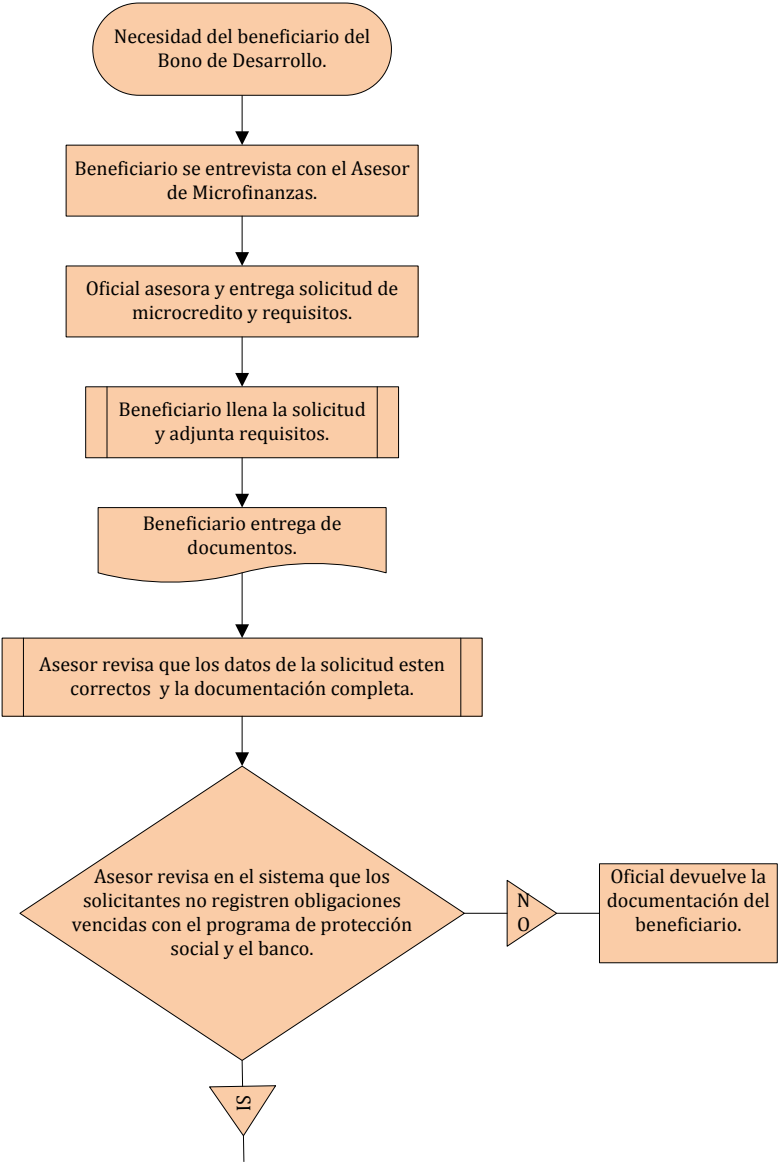 Necesidad del beneficiario del
Bono de Desarrollo.
Beneficiario se entrevista con el Asesor
de Microfinanzas.
Oficial asesora y entrega solicitud de
microcredito y requisitos.
Beneficiario llena la solicitud
y adjunta requisitos.
Beneficiario entrega de
documentos.
Asesor revisa que los datos de la solicitud esten
correctos y la documentación completa.
Asesor revisa en el sistema que los
solicitantes no registren obligaciones
vencidas con el programa de protección
social y el banco.
N
O
Oficial devuelve la
documentación del
beneficiario.
SI